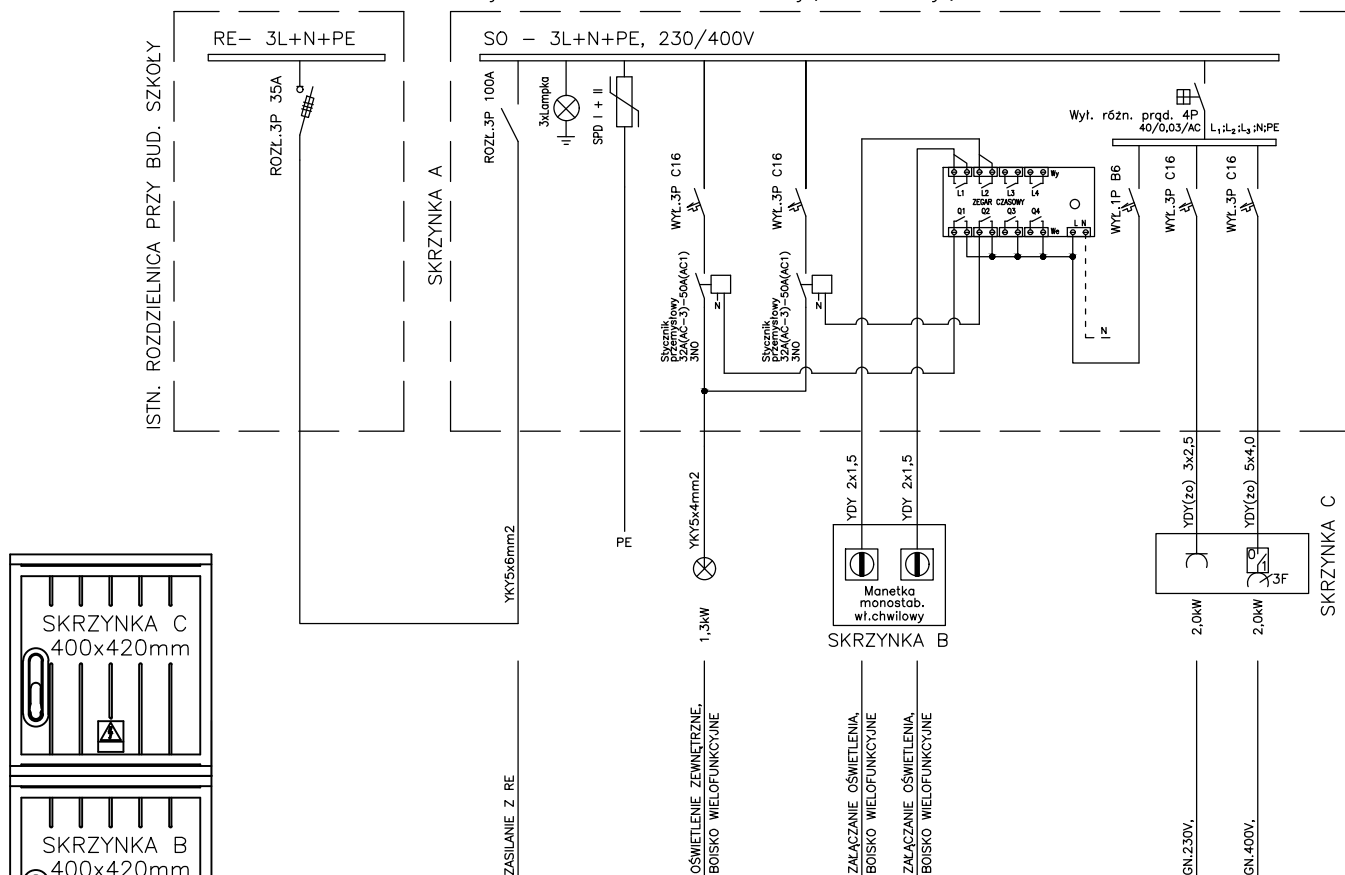 ISTN. ROZDZIELNICA PRZY BUD. SZKOŁY
RE- 3L+N+PE
ROZŁ.3P 35A
SKRZYNKA A
SO - 3L+N+PE, 230/400V
ROZŁ.3P 100A
3xLampka
SPD I + II
WYŁ.3P C16
WYŁ.3P C16
Stycznik
przemysłowy
32A(AC-3)-50A(AC1)
3NO
N
Stycznik
przemysłowy
32A(AC-3)-50A(AC1)
3NO
N
Wy
L1 L2 L3 L4
ZEGAR CZASOWY
Q1 Q2 Q3 Q4
L N
We
N
Wył. różn. prąd. 4P
40/0,03/AC
L₁;L₂;L₃;N;PE
WYŁ.1P B6
WYŁ.3P C16
WYŁ.3P C16
YKY5x6mm2
PE
YKY5x4mm2
1,3kW
YDY 2x1,5
YDY 2x1,5
Manetka
monostab.
wł.chwilowy
SKRZYNKA B
YDY(żo) 3x2,5
YDY(żo) 5x4,0
0
1
3F
2,0kW
2,0kW
SKRZYNKA C
SKRZYNKA C
400x420mm
SKRZYNKA B
400x420mm
ZASILANIE Z RE
OŚWIETLENIE ZEWNĘTRZNE,
BOISKO WIELOFUNKCYJNE
ZAŁĄCZANIE OŚWIETLENIA,
BOISKO WIELOFUNKCYJNE
ZAŁĄCZANIE OŚWIETLENIA,
BOISKO WIELOFUNKCYJNE
GN.230V,
GN.400V,